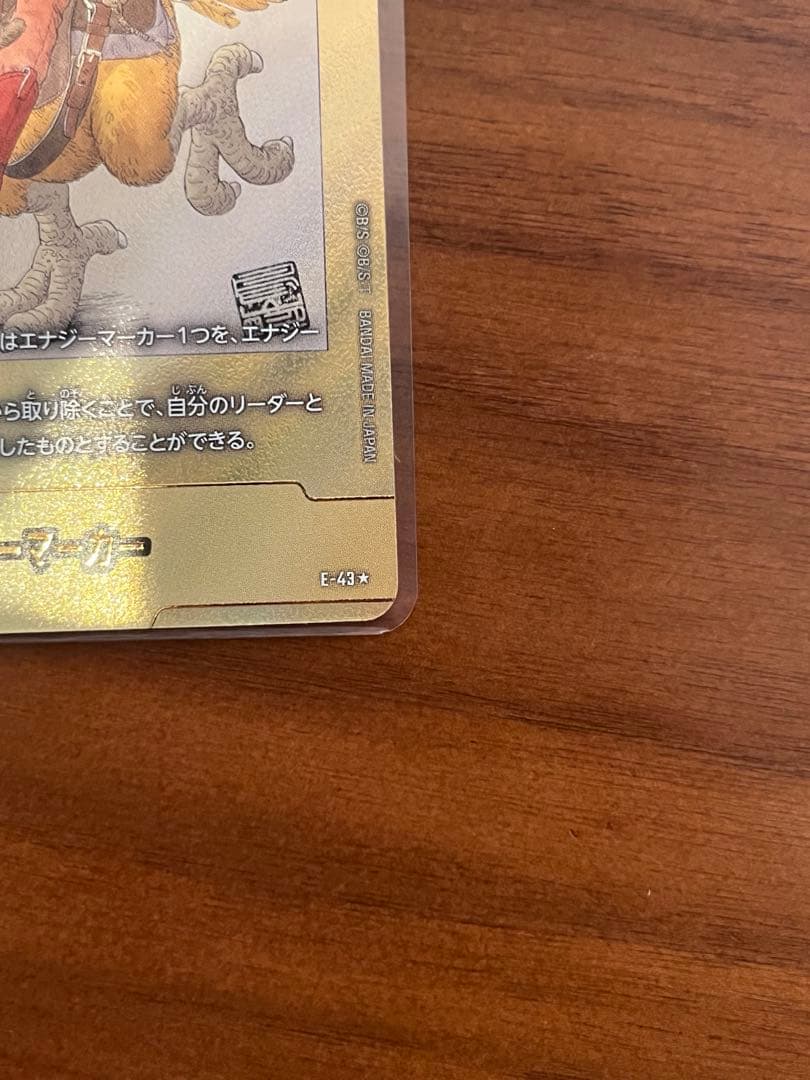 はエナジーマーカー1つを、エナジー
ら取り除くことで、自分のリーダーと
したものとすることができる。
ーマーカー
E-43★
©B/S ©B/S・T BANDAI MADE IN JAPAN